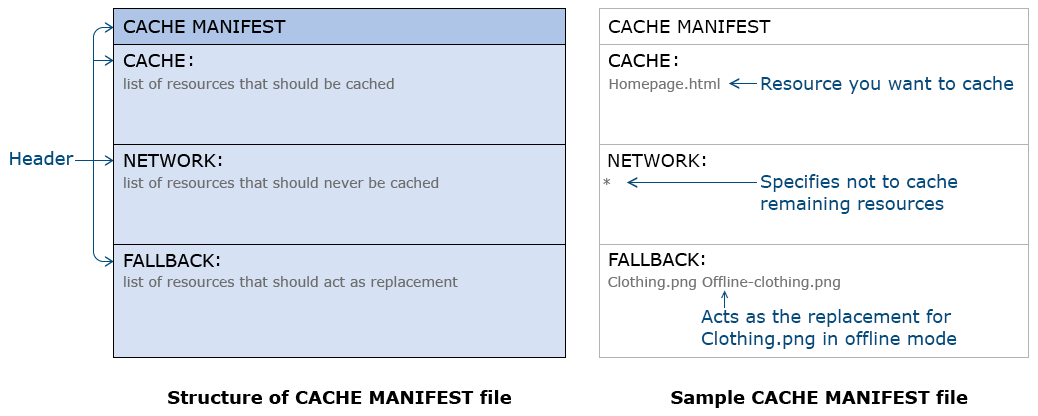 CACHE MANIFEST
CACHE:
list of resources that should be cached
Header
NETWORK:
list of resources that should never be cached
FALLBACK:
list of resources that should act as replacement
Structure of CACHE MANIFEST file
CACHE MANIFEST
CACHE:
Homepage.html
Resource you want to cache
NETWORK:
*
Specifies not to cache
remaining resources
FALLBACK:
Clothing.png Offline-clothing.png
Acts as the replacement for
Clothing.png in offline mode
Sample CACHE MANIFEST file